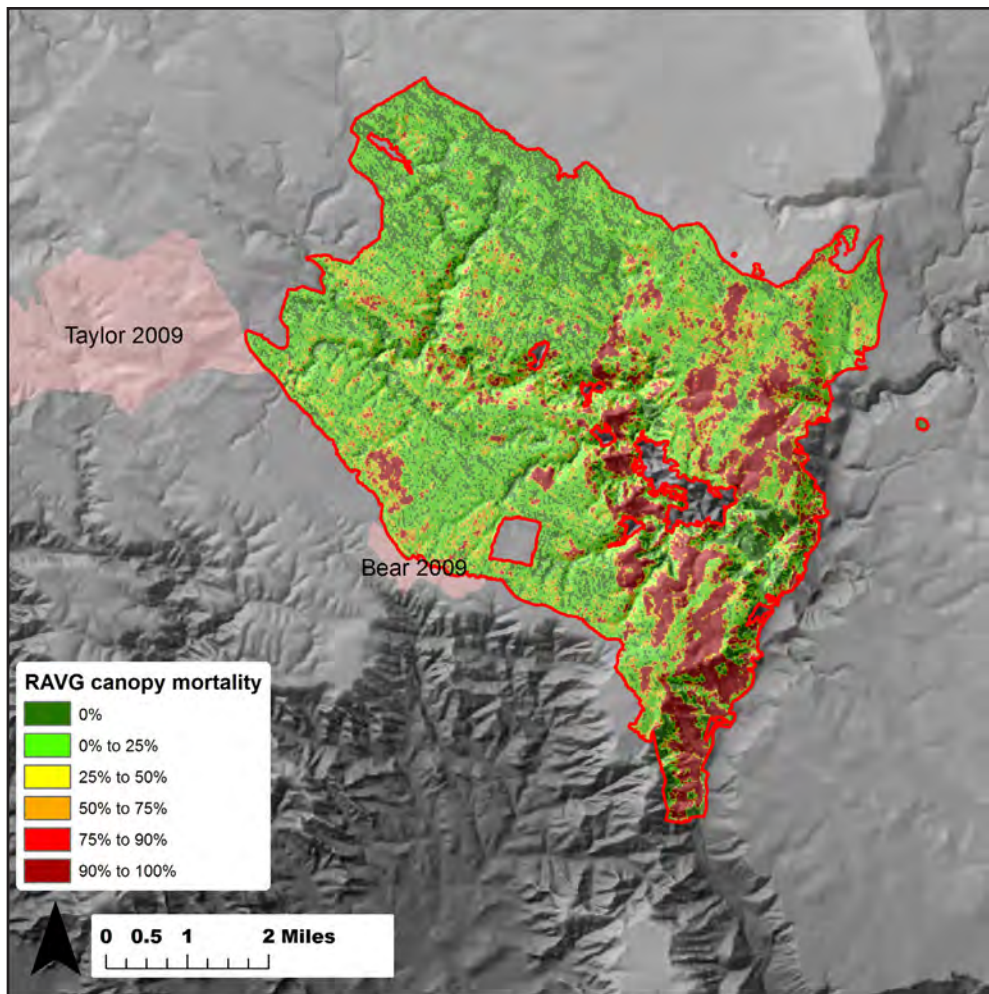 Taylor 2009
Bear 2009
RAVG canopy mortality
0%
0% to 25%
25% to 50%
50% to 75%
75% to 90%
90% to 100%
0 0.5 1 2 Miles